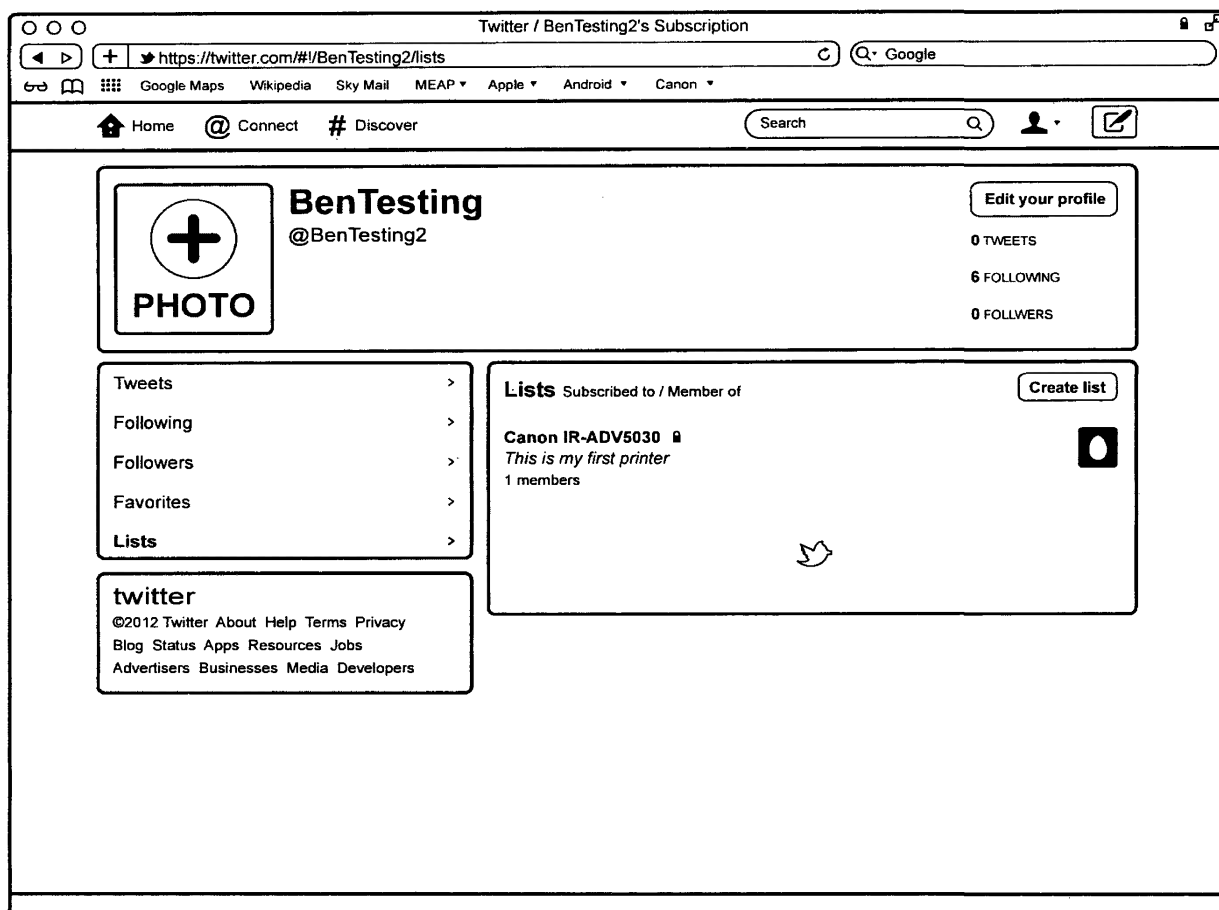 Twitter / BenTesting2's Subscription
https://twitter.com/#!/BenTesting2/lists
Google
Google Maps Wikipedia Sky Mail MEAP Apple Android Canon
Home @ Connect # Discover Search
BenTesting
@BenTesting2
PHOTO
Edit your profile
0 TWEETS
6 FOLLOWING
0 FOLLWERS
Tweets >
Following >
Followers >
Favorites >
Lists >
Lists Subscribed to / Member of Create list
Canon IR-ADV5030
This is my first printer
1 members
twitter
©2012 Twitter About Help Terms Privacy
Blog Status Apps Resources Jobs
Advertisers Businesses Media Developers